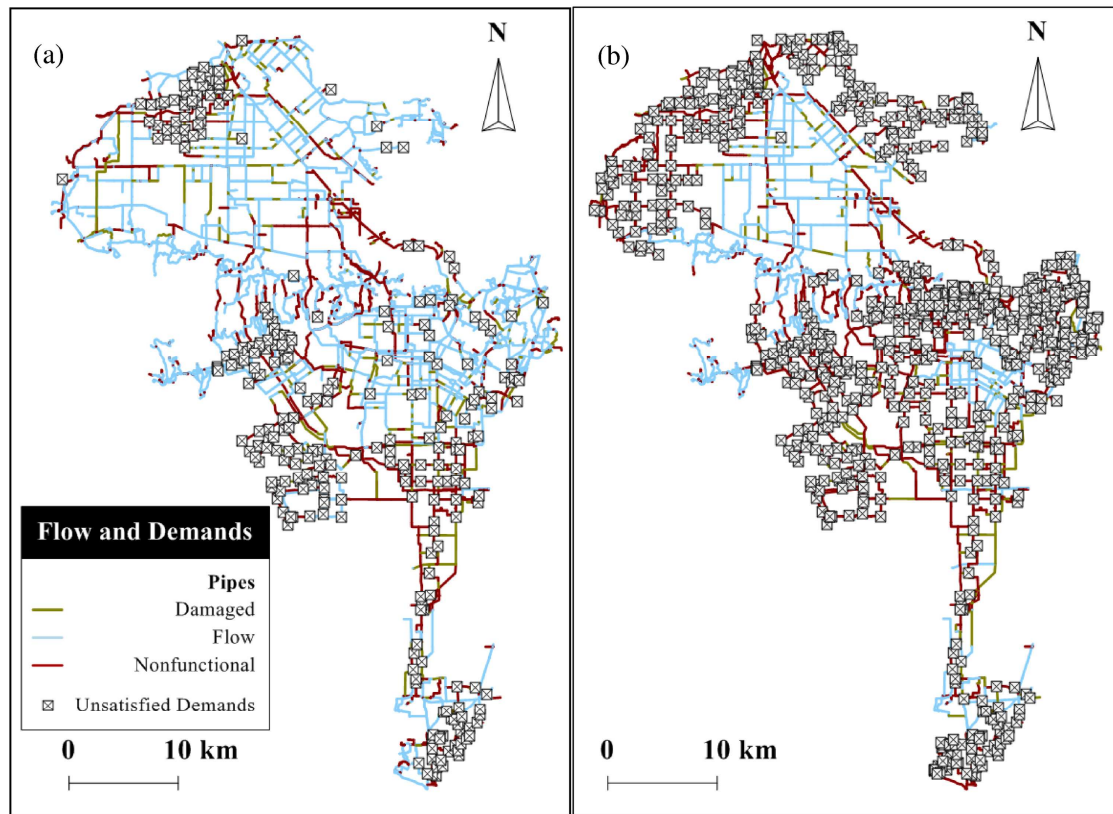 (a)
N
Flow and Demands
Pipes
Damaged
Flow
Nonfunctional
Unsatisfied Demands
0 10 km
(b)
N
0 10 km